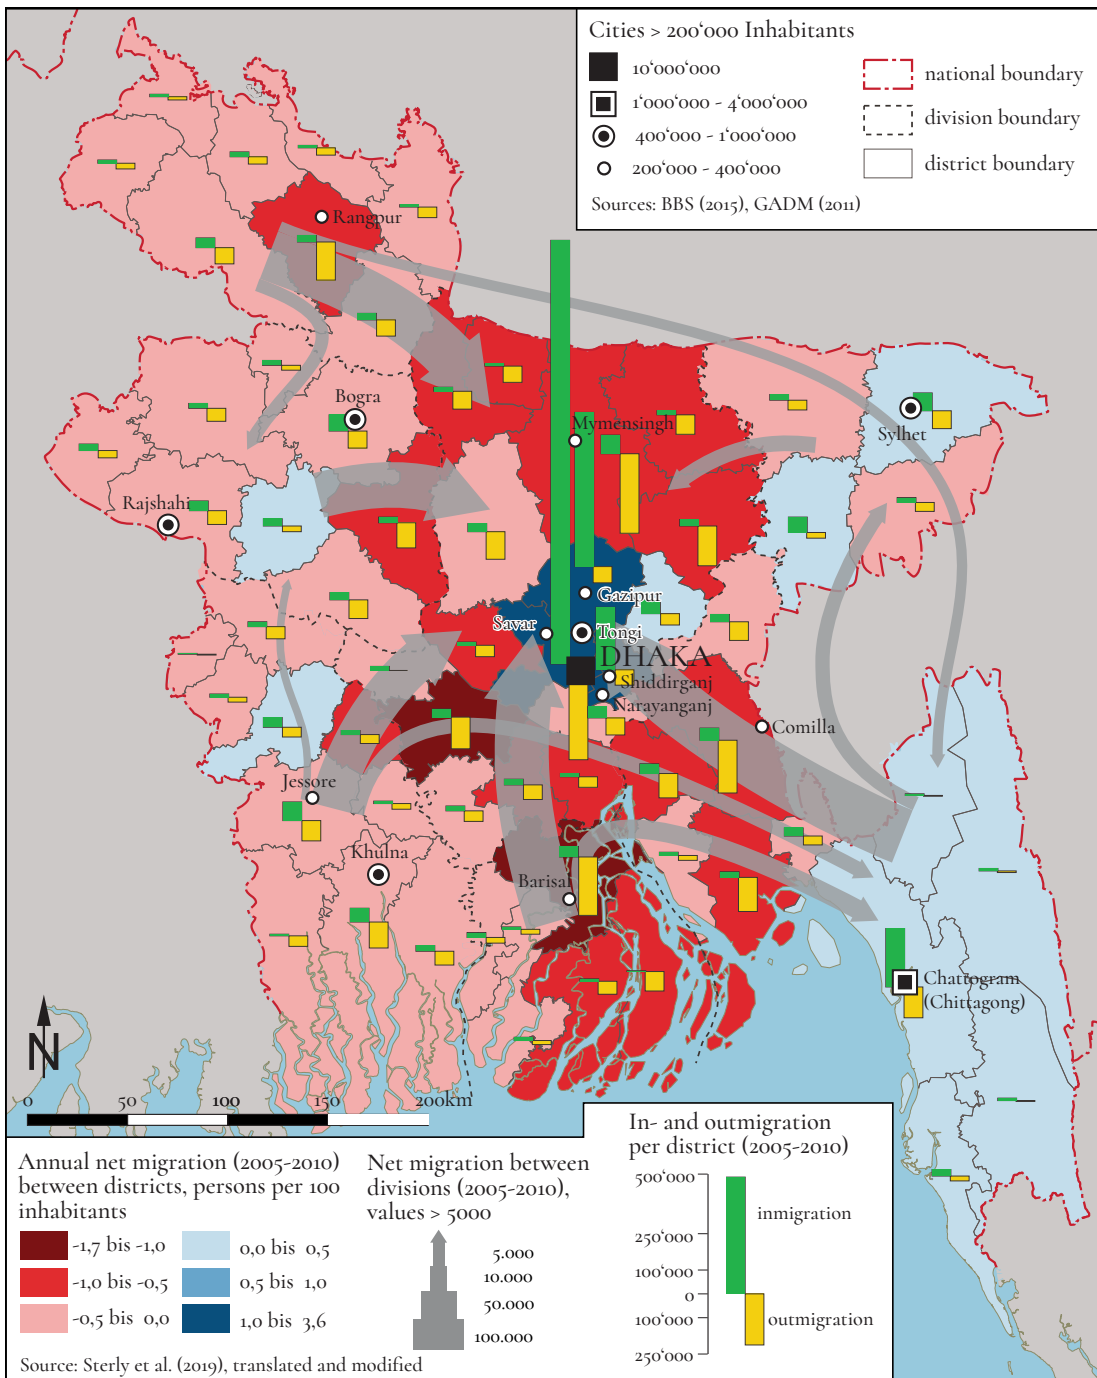 Cities > 200‘000 Inhabitants
10‘000‘000
1‘000‘000 - 4‘000‘000
400‘000 - 1‘000‘000
200‘000 - 400‘000
national boundary
division boundary
district boundary
Sources: BBS (2015), GADM (2011)
Rangpur
Bogra
Mymensingh
Sylhet
Rajshahi
Gazipur
Savar
Tongi
DHAKA
Shiddirganj
Narayanganj
Comilla
Jessore
Khulna
Barisal
Chattogram
(Chittagong)
N
0 50 100 150 200km
Annual net migration (2005-2010)
between districts, persons per 100
inhabitants
-1,7 bis -1,0
-1,0 bis -0,5
-0,5 bis 0,0
0,0 bis 0,5
0,5 bis 1,0
1,0 bis 3,6
Net migration between
divisions (2005-2010),
values > 5000
5.000
10.000
50.000
100.000
In- and outmigration
per district (2005-2010)
500‘000
250‘000
100‘000
0
100‘000
250‘000
inmigration
outmigration
Source: Sterly et al. (2019), translated and modified